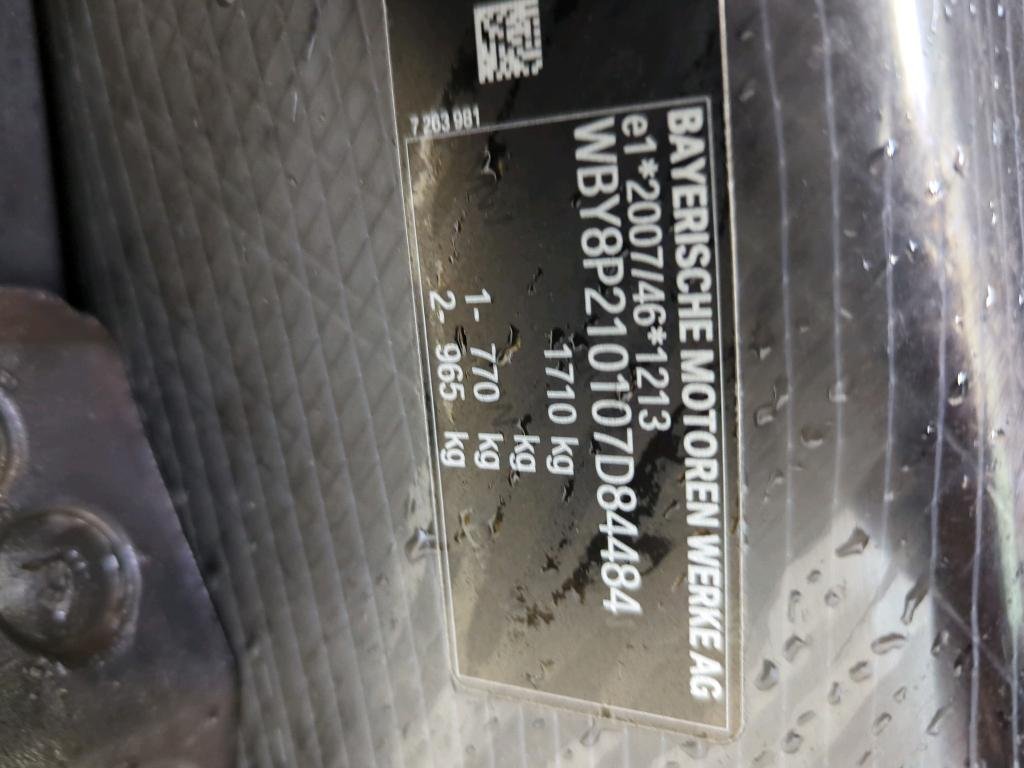 7 263 981
BAYERISCHE MOTOREN WERKE AG
e1*2007/46*1213
WBY8P210107D84484
1710 kg
kg
1- 770 kg
2- 965 kg